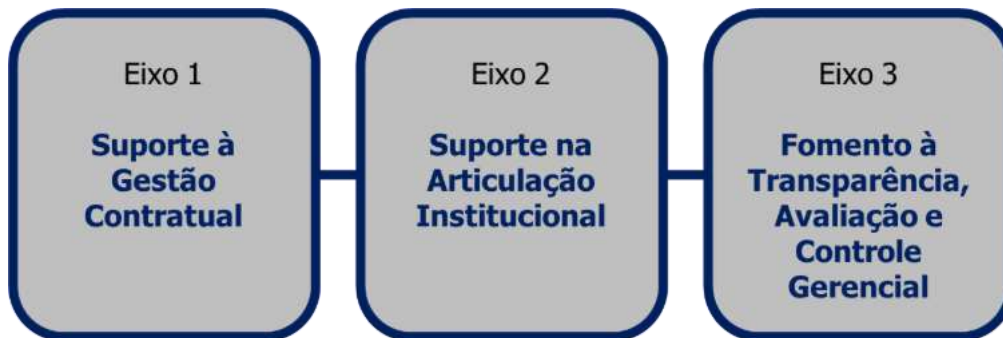 Eixo 1
Suporte à
Gestão
Contratual
Eixo 2
Suporte na
Articulação
Institucional
Eixo 3
Fomento à
Transparência,
Avaliação e
Controle
Gerencial